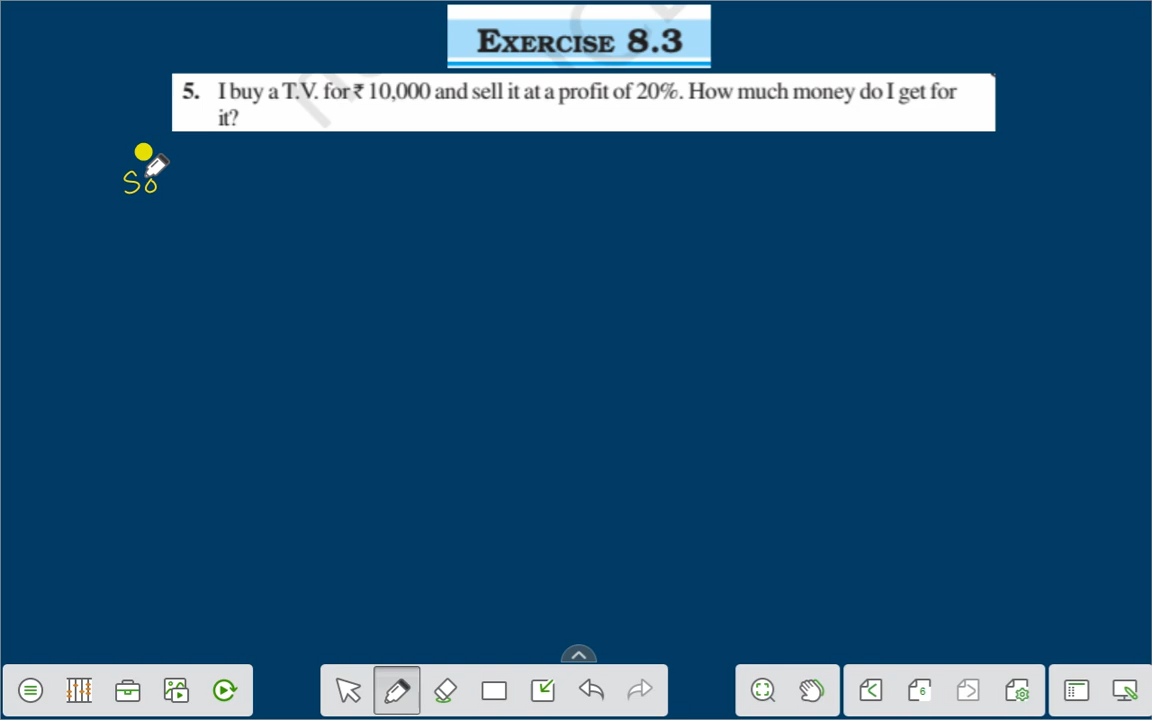 EXERCISE 8.3
5. I buy a T.V. for ₹ 10,000 and sell it at a profit of 20%. How much money do I get for
it?
So
6